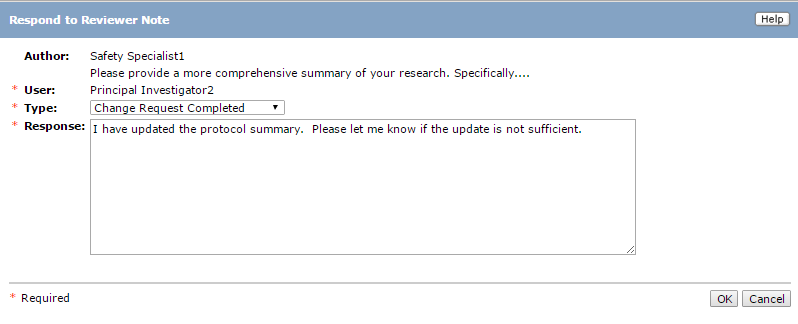 Respond to Reviewer Note
Help
Author: Safety Specialist1
Please provide a more comprehensive summary of your research. Specifically....
* User: Principal Investigator2
* Type: Change Request Completed
* Response: I have updated the protocol summary.  Please let me know if the update is not sufficient.
* Required
OK Cancel